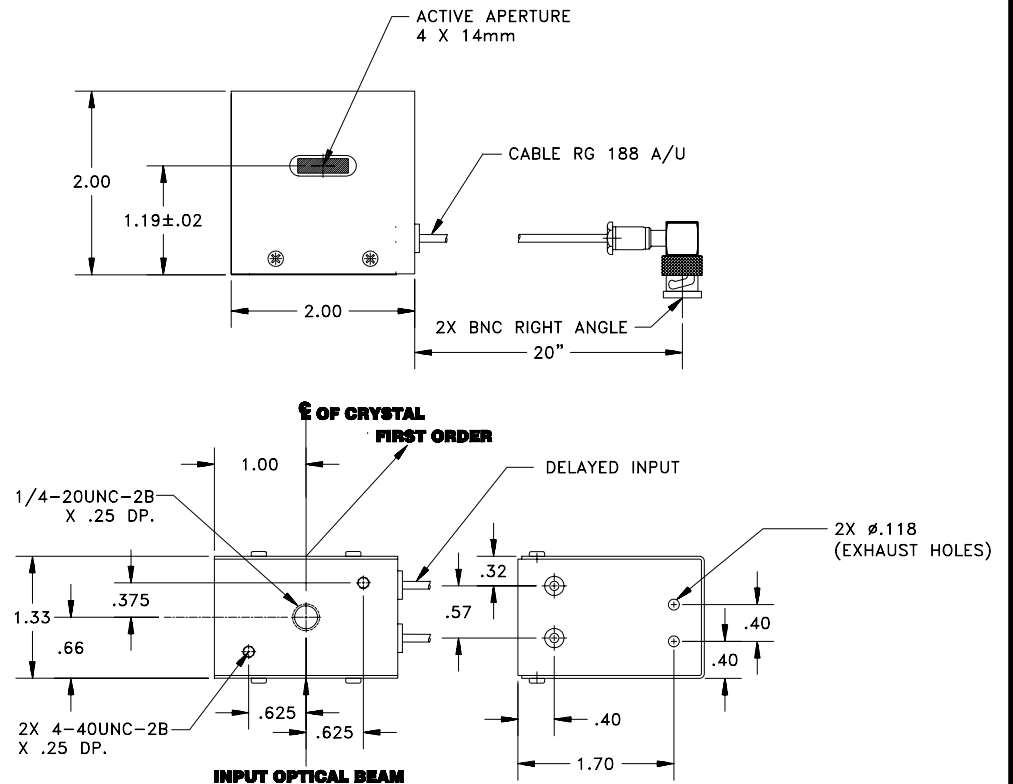 ACTIVE APERTURE
4 X 14mm
CABLE RG 188 A/U
2.00
1.19±.02
2.00
2X BNC RIGHT ANGLE
20”
℄ OF CRYSTAL
FIRST ORDER
1.00
DELAYED INPUT
1/4-20UNC-2B
X .25 DP.
2X ø.118
(EXHAUST HOLES)
.32
.375
.57
1.33
.40
.66
.40
.625
.40
.625
2X 4-40UNC-2B
X .25 DP.
1.70
INPUT OPTICAL BEAM